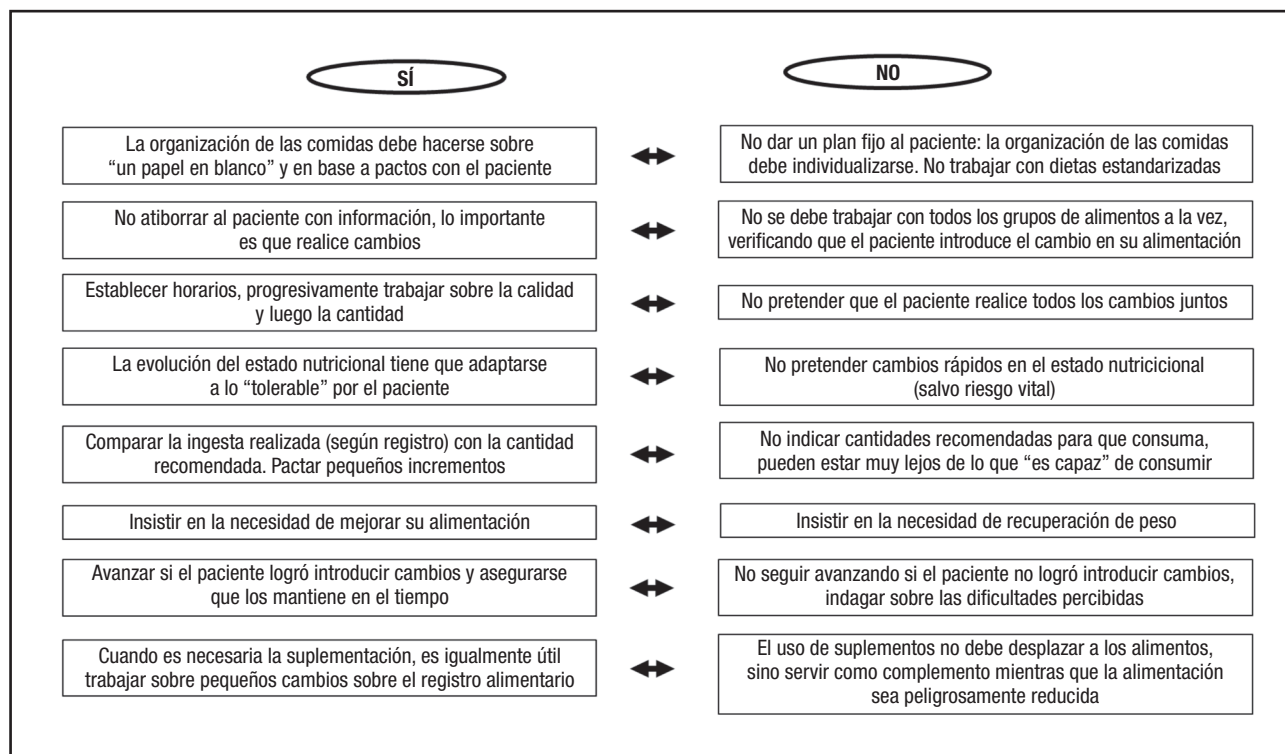 SÍ
NO
La organización de las comidas debe hacerse sobre
“un papel en blanco” y en base a pactos con el paciente
No dar un plan fijo al paciente: la organización de las comidas
debe individualizarse. No trabajar con dietas estandarizadas
No atiborrar al paciente con información, lo importante
es que realice cambios
No se debe trabajar con todos los grupos de alimentos a la vez,
verificando que el paciente introduce el cambio en su alimentación
Establecer horarios, progresivamente trabajar sobre la calidad
y luego la cantidad
No pretender que el paciente realice todos los cambios juntos
La evolución del estado nutricional tiene que adaptarse
a lo “tolerable” por el paciente
No pretender cambios rápidos en el estado nutricicional
(salvo riesgo vital)
Comparar la ingesta realizada (según registro) con la cantidad
recomendada. Pactar pequeños incrementos
No indicar cantidades recomendadas para que consuma,
pueden estar muy lejos de lo que “es capaz” de consumir
Insistir en la necesidad de mejorar su alimentación
Insistir en la necesidad de recuperación de peso
Avanzar si el paciente logró introducir cambios y asegurarse
que los mantiene en el tiempo
No seguir avanzando si el paciente no logró introducir cambios,
indagar sobre las dificultades percibidas
Cuando es necesaria la suplementación, es igualmente útil
trabajar sobre pequeños cambios sobre el registro alimentario
El uso de suplementos no debe desplazar a los alimentos,
sino servir como complemento mientras que la alimentación
sea peligrosamente reducida